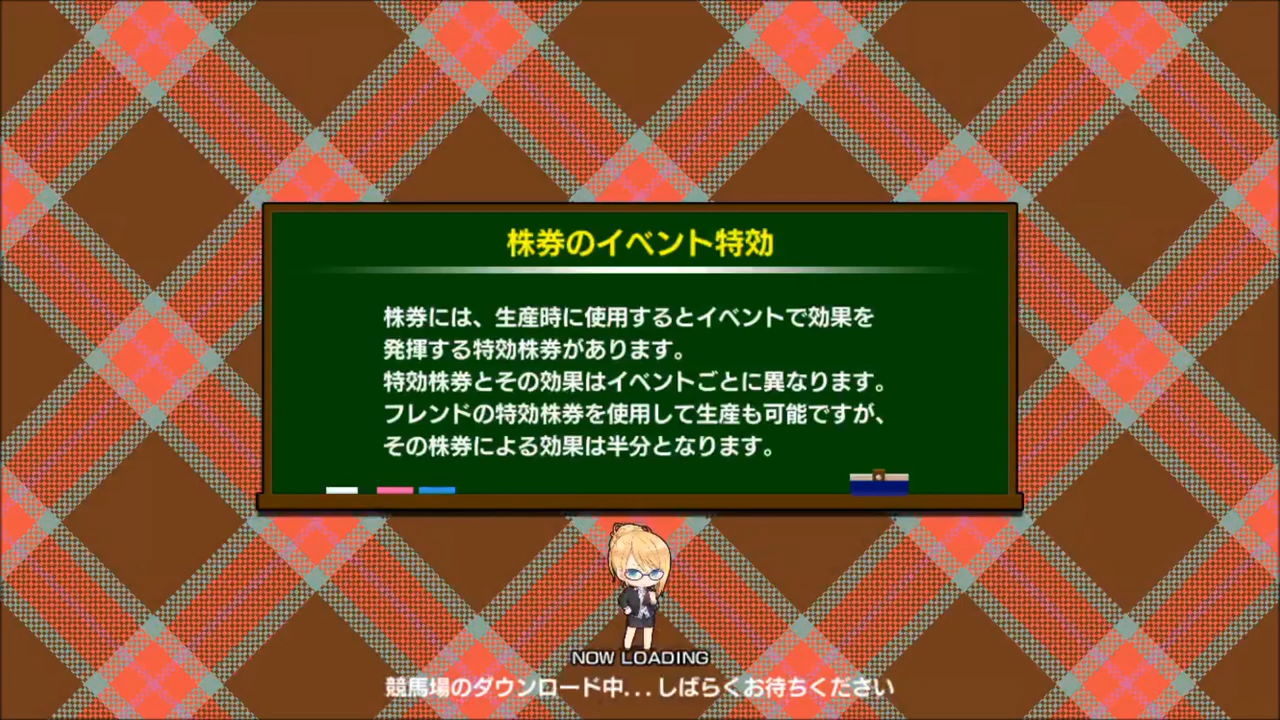 株券のイベント特効
株券には、生産時に使用するとイベントで効果を
発揮する特効株券があります。
特効株券とその効果はイベントごとに異なります。
フレンドの特効株券を使用して生産も可能ですが、
その株券による効果は半分となります。
NOW LOADING
競馬場のダウンロード中...しばらくお待ちください